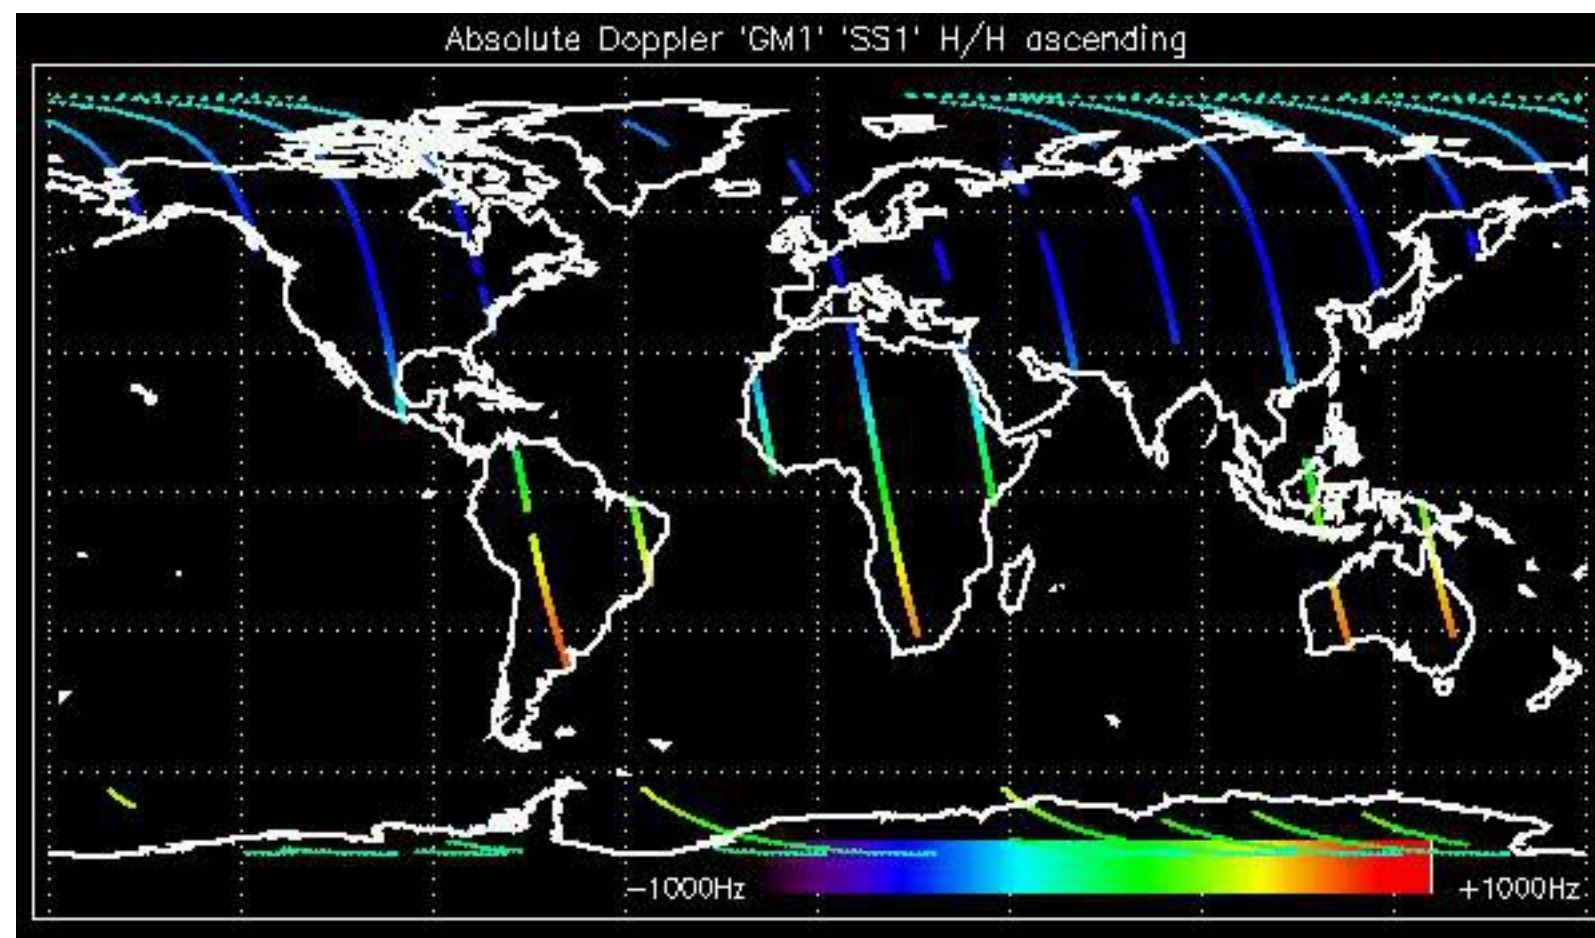 Absolute Doppler 'GM1' 'SS1' H/H ascending
−1000Hz
+1000Hz